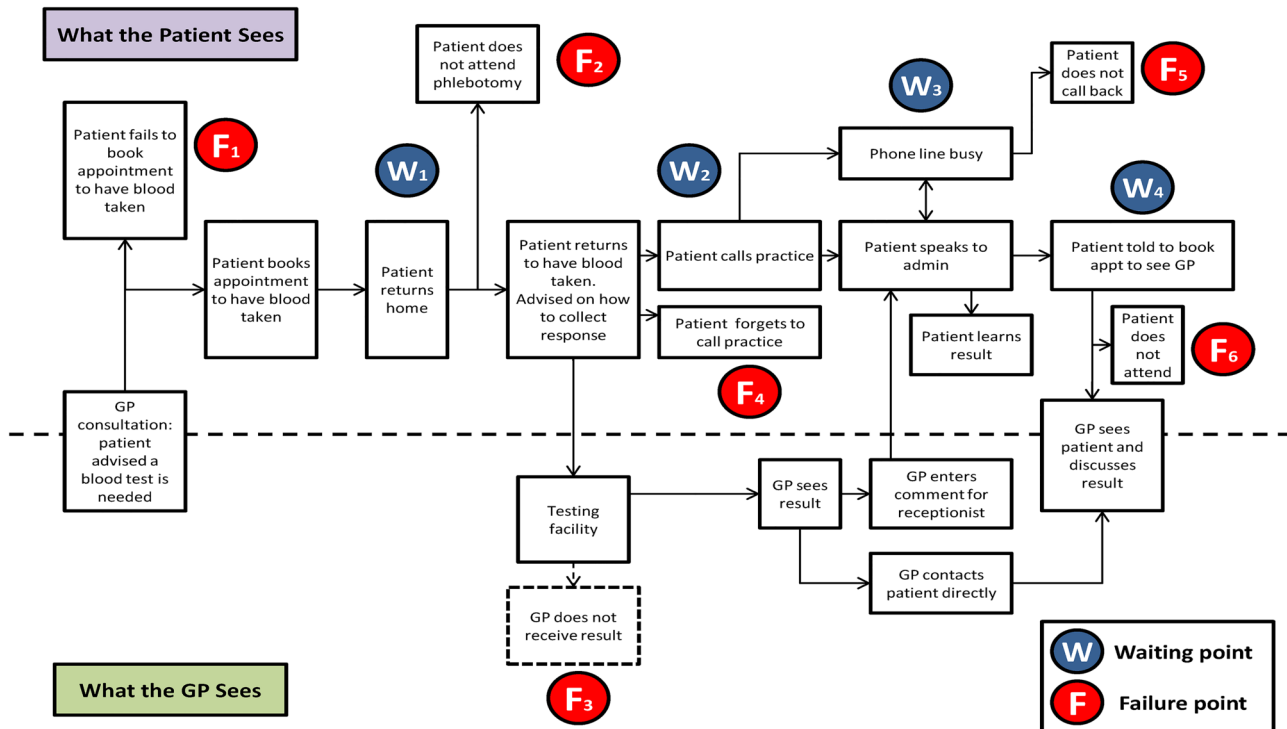 What the Patient Sees
Patient fails to
book
appointment
to have blood
taken
F1
Patient does
not attend
phlebotomy
F2
W3
Patient
does not
call back
F5
W1
W2
Phone line busy
W4
Patient books
appointment
to have blood
taken
Patient
returns
home
Patient returns
to have blood
taken.
Advised on how
to collect
response
Patient calls practice
Patient speaks to
admin
Patient told to book
appt to see GP
Patient forgets to
call practice
F4
Patient learns
result
Patient
does not
attend
F6
GP
consultation:
patient
advised a
blood test is
needed
Testing
facility
GP sees
result
GP enters
comment for
receptionist
GP sees
patient and
discusses
result
GP contacts
patient directly
GP does not
receive result
F3
What the GP Sees
W Waiting point
F Failure point